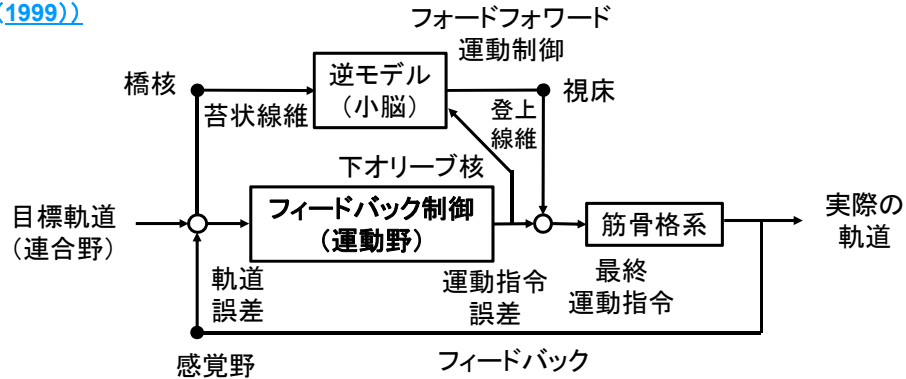 (1999))
フォードフォワード
運動制御
橋核
逆モデル
(小脳)
視床
苔状線維
登上
線維
下オリーブ核
目標軌道
(連合野)
フィードバック制御
(運動野)
筋骨格系
実際の
軌道
軌道
誤差
運動指令
誤差
最終
運動指令
感覚野
フィードバック